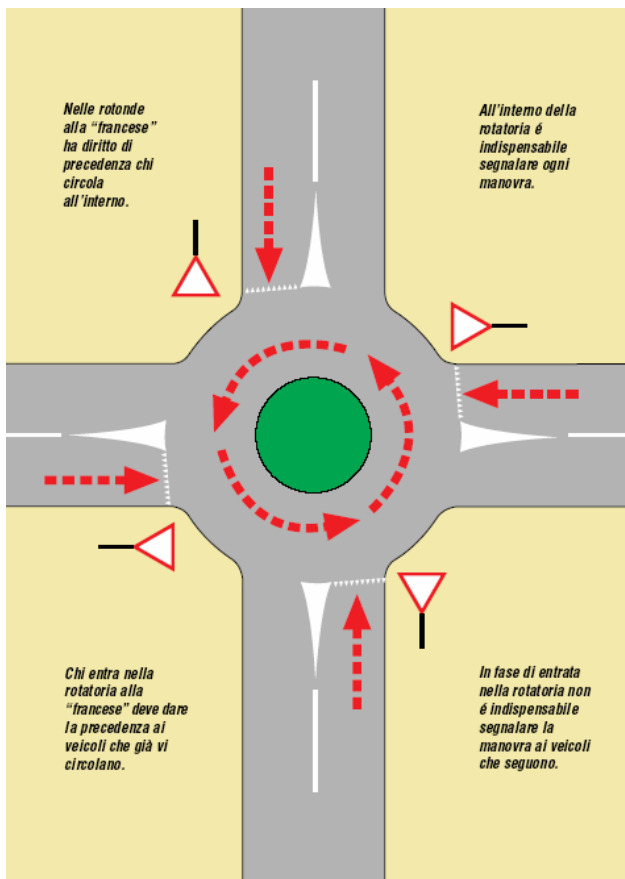 Nelle rotonde
alla “francese”
ha diritto di
precedenza chi
circola
all’interno.
All’interno della
rotatoria é
indispensabile
segnalare ogni
manovra.
Chi entra nella
rotatoria alla
“francese” deve dare
la precedenza ai
veicoli che già vi
circolano.
In fase di entrata
nella rotatoria non
é indispensabile
segnalare la
manovra ai veicoli
che seguono.